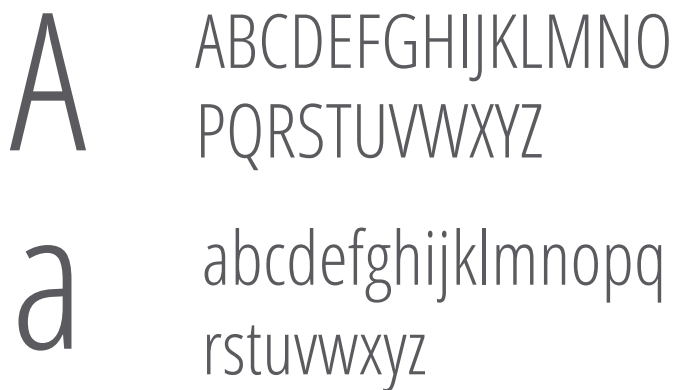 A
ABCDEFGHIJKLMNO
PQRSTUVWXYZ
a
abcdefghijklmnopq
rstuvwxyz